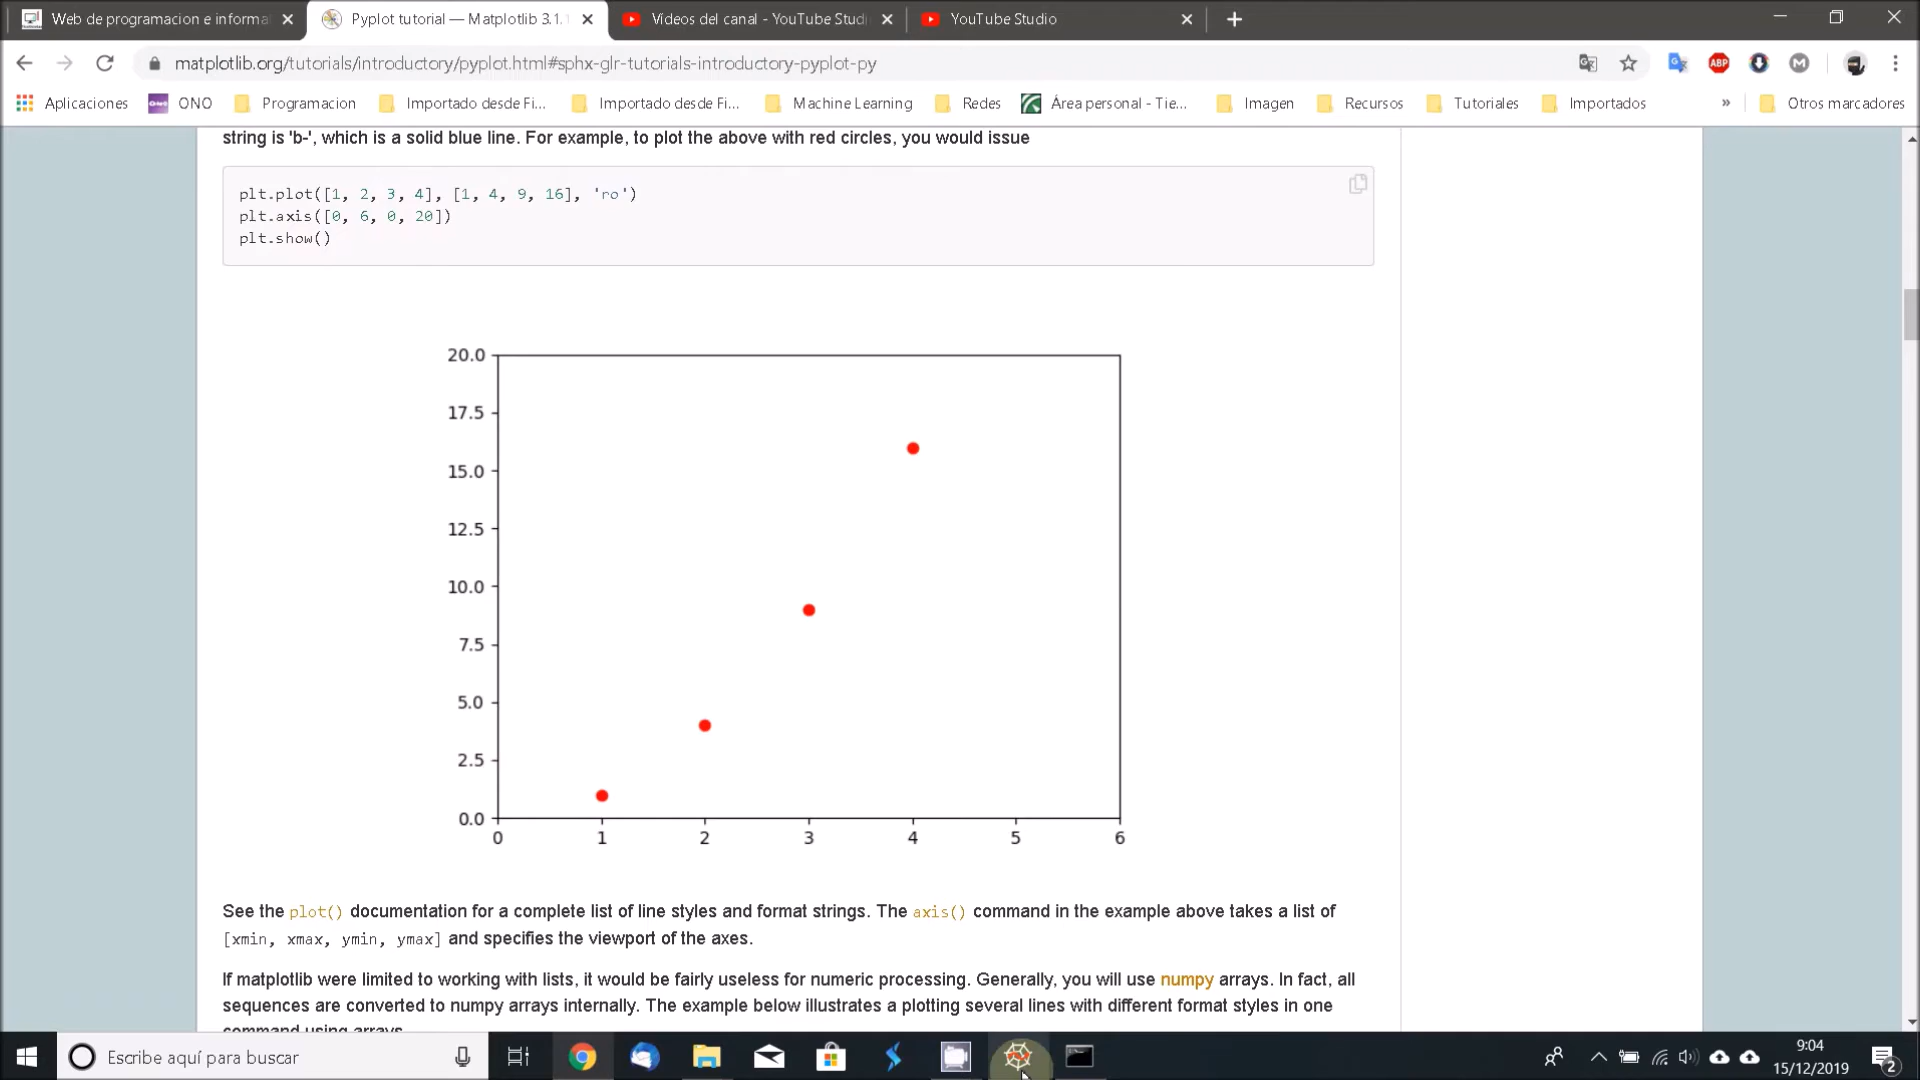 Web de programacion e informa
Pyplot tutorial — Matplotlib 3.1.1
Vídeos del canal - YouTube Studi
YouTube Studio
matplotlib.org/tutorials/introductory/pyplot.html#sphx-glr-tutorials-introductory-pyplot-py
ABP
M
Aplicaciones
ONO
Programacion
Importado desde Fi...
Importado desde Fi...
Machine Learning
Redes
Área personal - Tie...
Imagen
Recursos
Tutoriales
Importados
»
Otros marcadores
string is 'b-', which is a solid blue line. For example, to plot the above with red circles, you would issue
plt.plot([1, 2, 3, 4], [1, 4, 9, 16], 'ro')
plt.axis([0, 6, 0, 20])
plt.show()
20.0
17.5
15.0
12.5
10.0
7.5
5.0
2.5
0.0
0 1 2 3 4 5 6
See the plot() documentation for a complete list of line styles and format strings. The axis() command in the example above takes a list of
[xmin, xmax, ymin, ymax] and specifies the viewport of the axes.
If matplotlib were limited to working with lists, it would be fairly useless for numeric processing. Generally, you will use numpy arrays. In fact, all
sequences are converted to numpy arrays internally. The example below illustrates a plotting several lines with different format styles in one
command using arrays.
Escribe aquí para buscar
9:04
15/12/2019
2